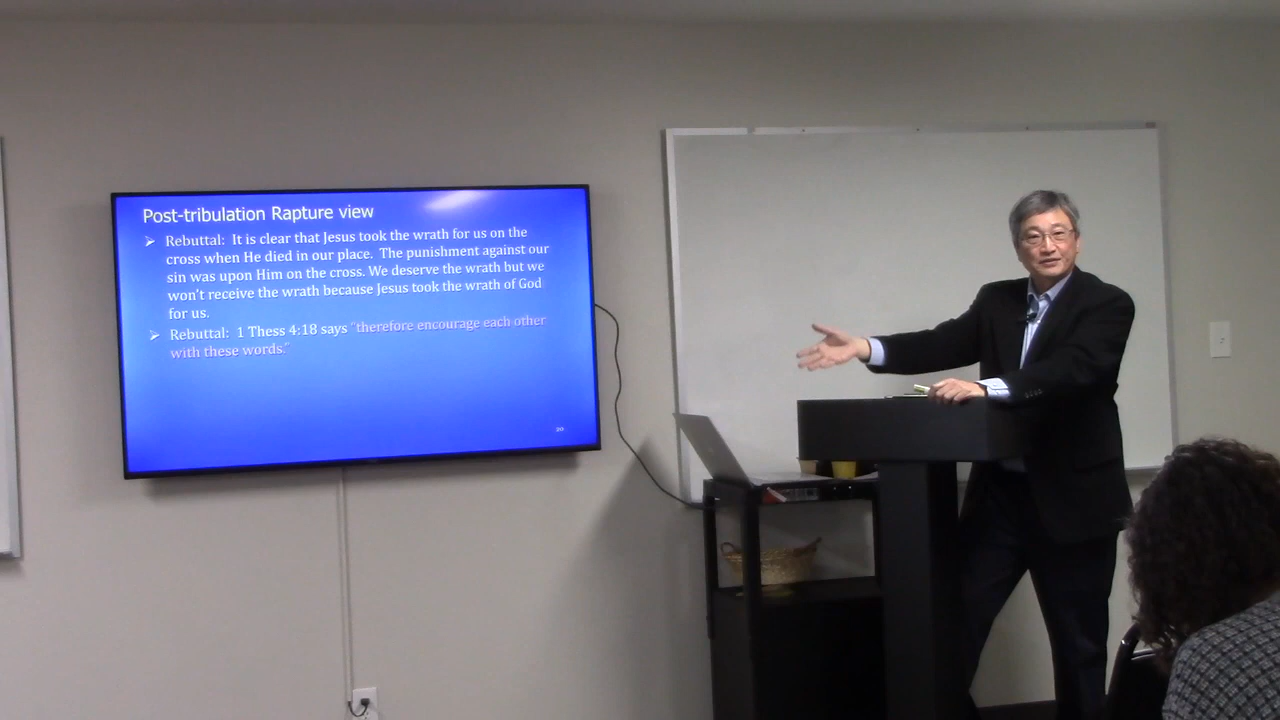 Post-tribulation Rapture view
➢ Rebuttal: It is clear that Jesus took the wrath for us on the
cross when He died in our place. The punishment against our
sin was upon Him on the cross. We deserve the wrath but we
won't receive the wrath because Jesus took the wrath of God
for us.
➢ Rebuttal: 1 Thess 4:18 says "therefore encourage each other
with these words."
20